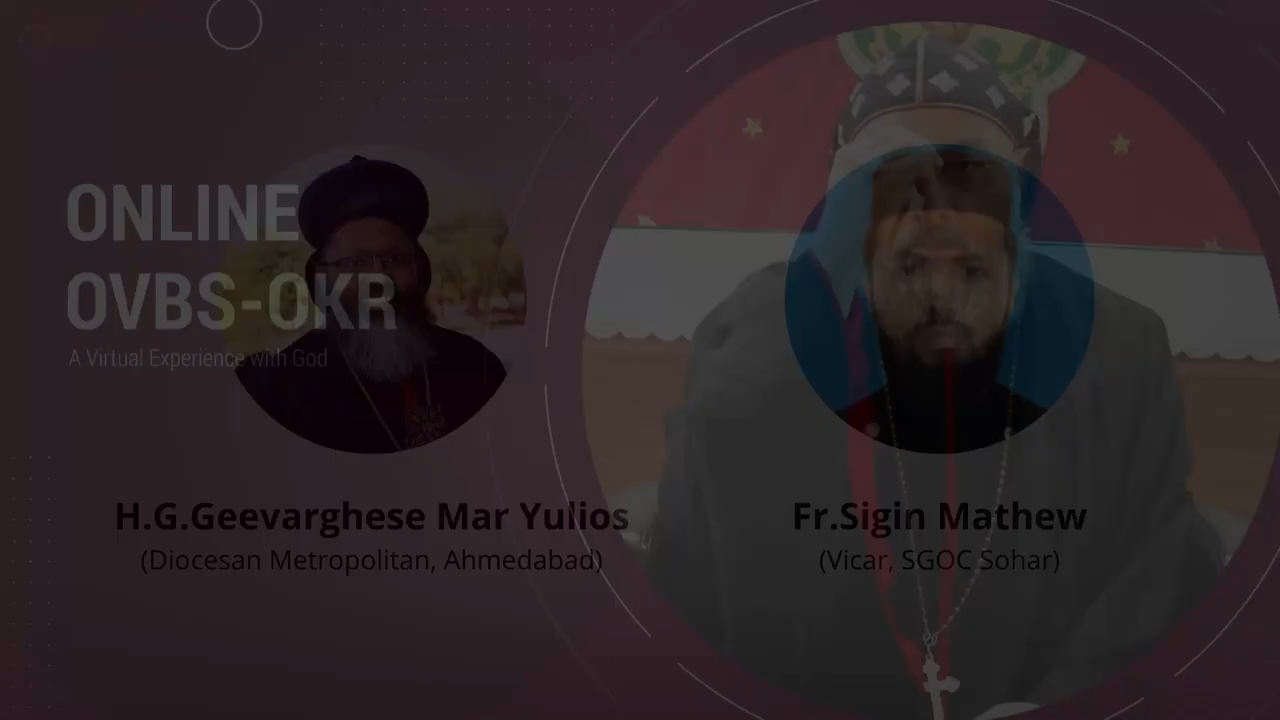 ONLINE
OVBS-OKR
A Virtual Experience with God
H.G.Geevarghese Mar Yulios
(Diocesan Metropolitan, Ahmedabad)
Fr.Sigin Mathew
(Vicar, SGOC Sohar)